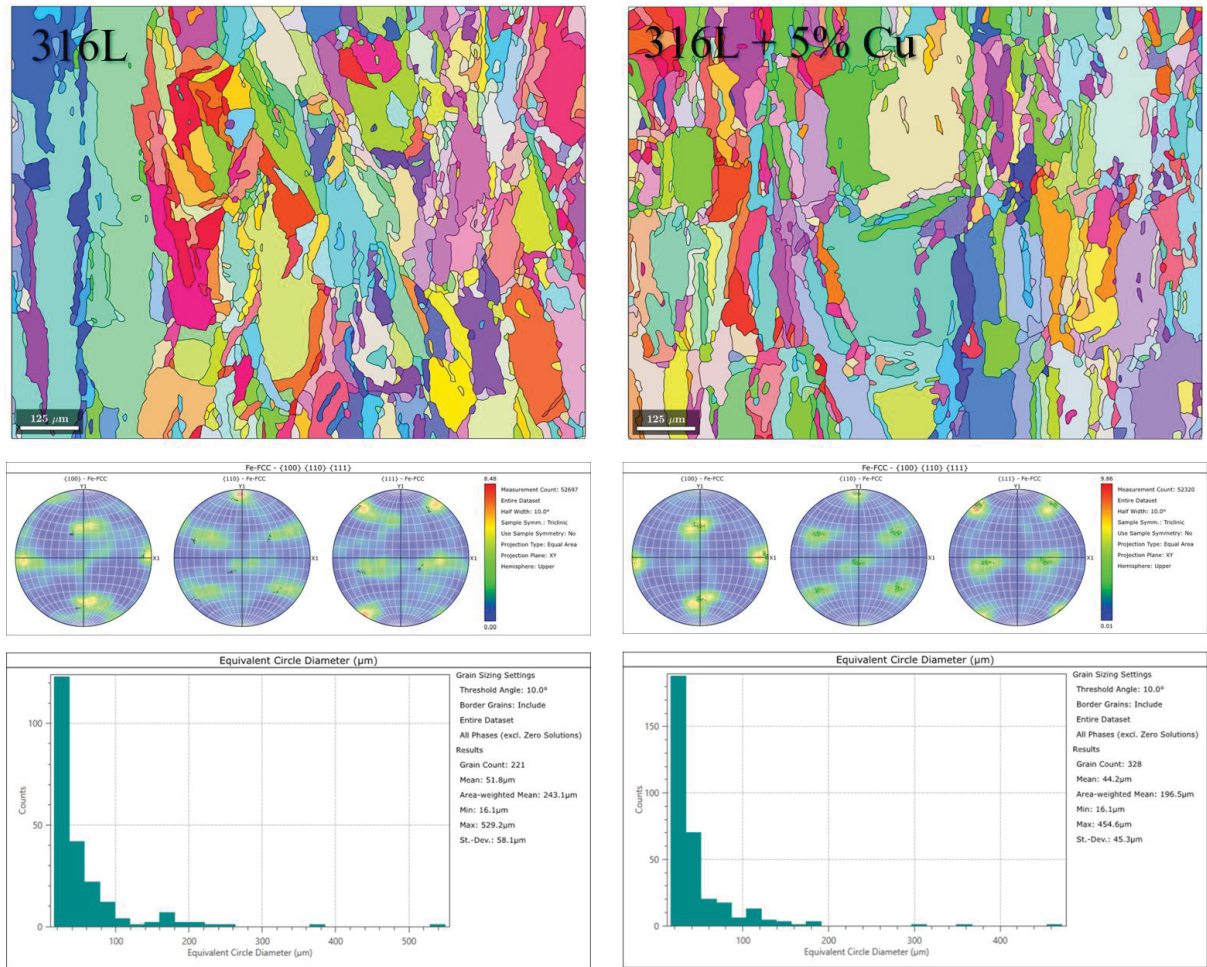 316L
316L + 5% Cu
125 μm
125 μm
Fe-FCC - {100} {110} {111}
{100} - Fe-FCC
{110} - Fe-FCC
{111} - Fe-FCC
Y1
Y1
Y1
X1
X1
X1
8.48
0.00
Measurement Count: 52697
Entire Dataset
Half Width: 10.0°
Sample Symm.: Triclinic
Use Sample Symmetry: No
Projection Type: Equal Area
Projection Plane: XY
Hemisphere: Upper
Fe-FCC - {100} {110} {111}
{100} - Fe-FCC
{110} - Fe-FCC
{111} - Fe-FCC
Y1
Y1
Y1
X1
X1
X1
9.86
0.01
Measurement Count: 52320
Entire Dataset
Half Width: 10.0°
Sample Symm.: Triclinic
Use Sample Symmetry: No
Projection Type: Equal Area
Projection Plane: XY
Hemisphere: Upper
Equivalent Circle Diameter (μm)
Counts
100
50
0
100 200 300 400 500
Equivalent Circle Diameter (μm)
Grain Sizing Settings
Threshold Angle: 10.0°
Border Grains: Include
Entire Dataset
All Phases (excl. Zero Solutions)
Results
Grain Count: 221
Mean: 51.8μm
Area-weighted Mean: 243.1μm
Min: 16.1μm
Max: 529.2μm
St.-Dev.: 58.1μm
Equivalent Circle Diameter (μm)
Counts
150
100
50
0
100 200 300 400
Equivalent Circle Diameter (μm)
Grain Sizing Settings
Threshold Angle: 10.0°
Border Grains: Include
Entire Dataset
All Phases (excl. Zero Solutions)
Results
Grain Count: 328
Mean: 44.2μm
Area-weighted Mean: 196.5μm
Min: 16.1μm
Max: 454.6μm
St.-Dev.: 45.3μm